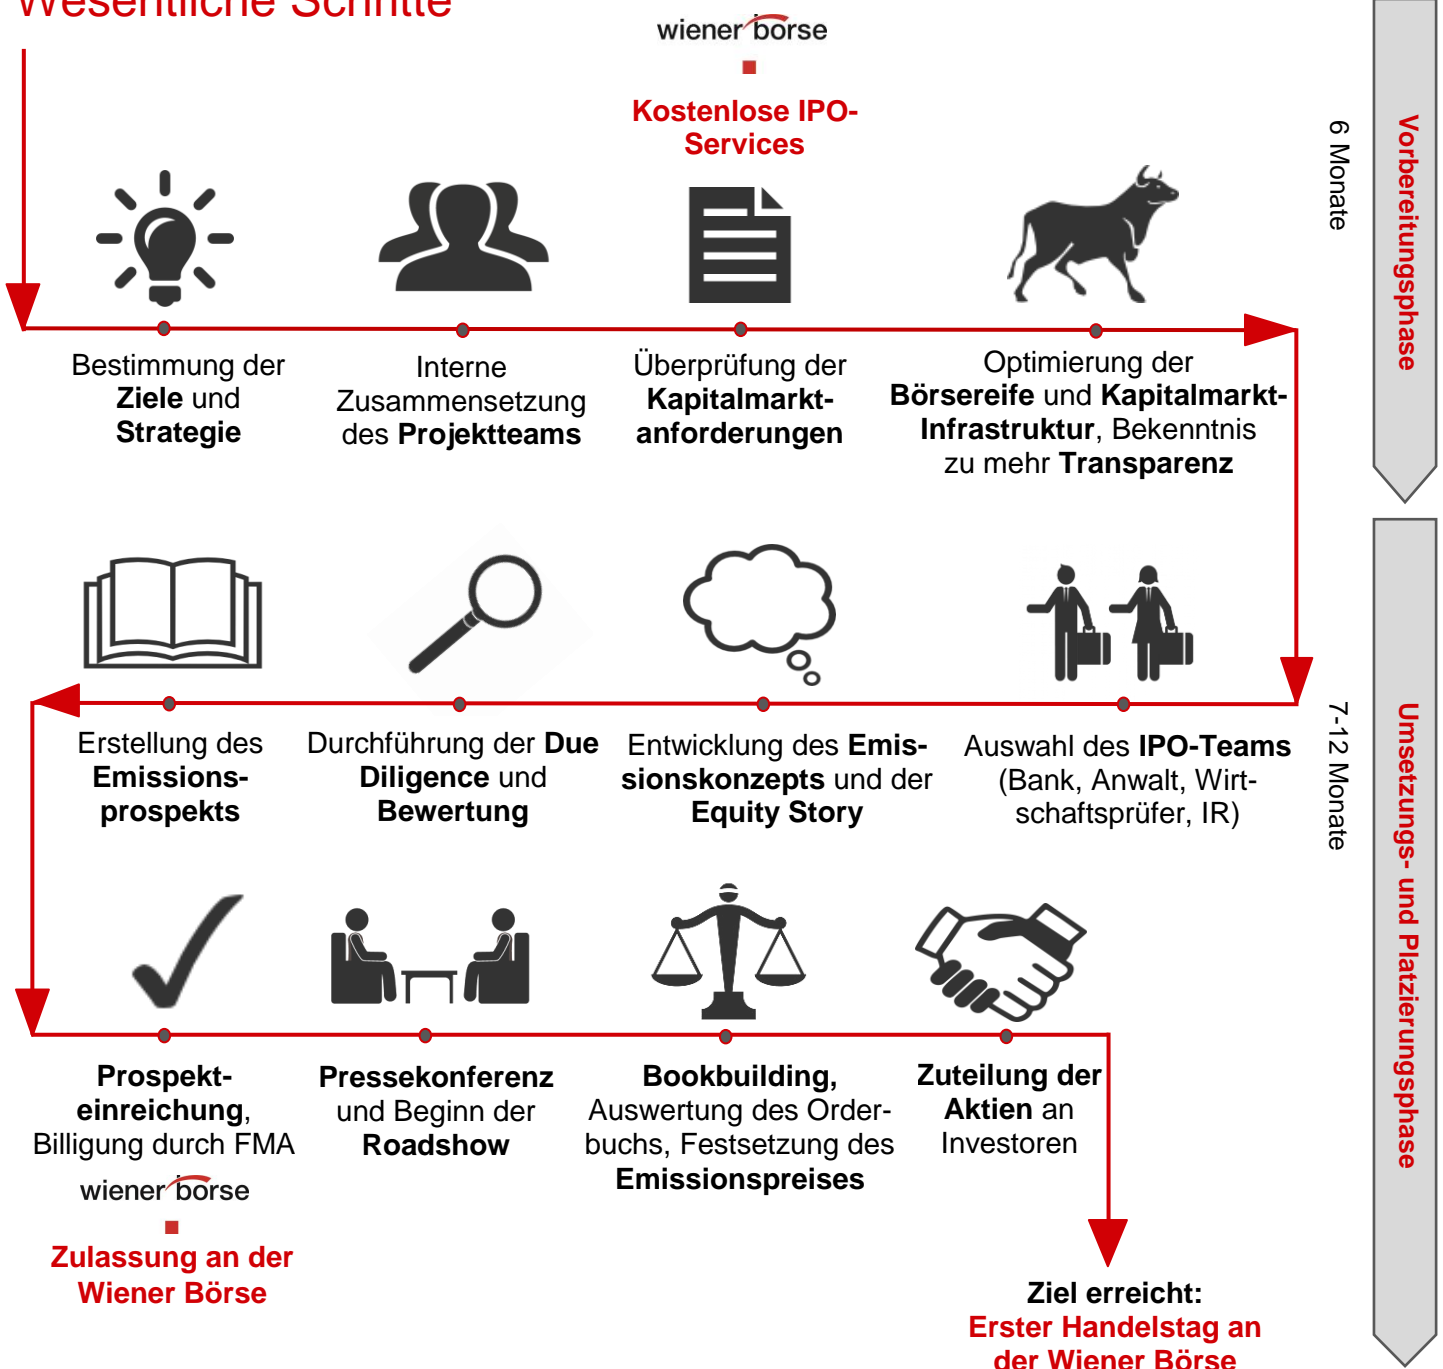 Wesentliche Schritte
wiener börse
Kostenlose IPO-
Services
Bestimmung der
Ziele und
Strategie
Interne
Zusammensetzung
des Projektteams
Überprüfung der
Kapitalmarkt-
anforderungen
Optimierung der
Börsereife und Kapitalmarkt-
Infrastruktur, Bekenntnis
zu mehr Transparenz
6 Monate
Vorbereitungsphase
Erstellung des
Emissions-
prospekts
Durchführung der Due
Diligence und
Bewertung
Entwicklung des Emis-
sionskonzepts und der
Equity Story
Auswahl des IPO-Teams
(Bank, Anwalt, Wirt-
schaftsprüfer, IR)
7-12 Monate
Umsetzungs- und Platzierungsphase
Prospekt-
einreichung,
Billigung durch FMA
wiener börse
Zulassung an der
Wiener Börse
Pressekonferenz
und Beginn der
Roadshow
Bookbuilding,
Auswertung des Order-
buchs, Festsetzung des
Emissionspreises
Zuteilung der
Aktien an
Investoren
Ziel erreicht:
Erster Handelstag an
der Wiener Börse